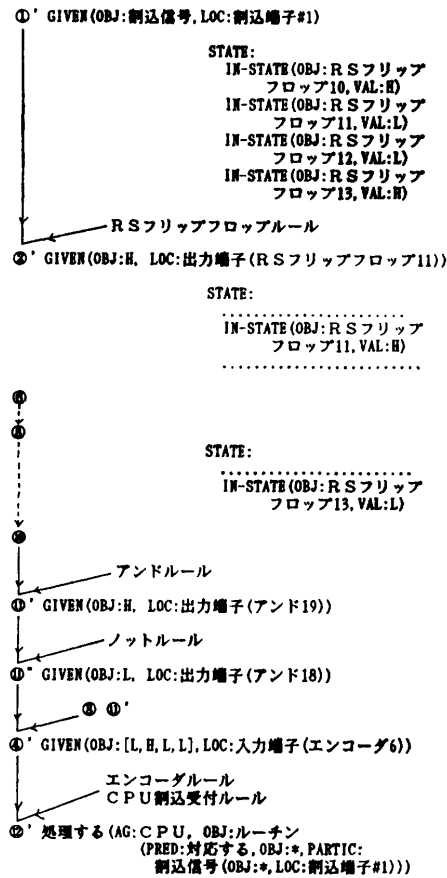 ①' GIVEN(OBJ:割込信号, LOC:割込端子#1)
STATE:
IN-STATE(OBJ:RSフリップ
フロップ10, VAL:H)
IN-STATE(OBJ:RSフリップ
フロップ11, VAL:L)
IN-STATE(OBJ:RSフリップ
フロップ12, VAL:L)
IN-STATE(OBJ:RSフリップ
フロップ13, VAL:H)
RSフリップフロップルール
②' GIVEN(OBJ:H, LOC:出力端子(RSフリップフロップ11))
STATE:
IN-STATE(OBJ:RSフリップ
フロップ11, VAL:H)
STATE:
IN-STATE(OBJ:RSフリップ
フロップ13, VAL:L)
アンドルール
⑪' GIVEN(OBJ:H, LOC:出力端子(アンド19))
ノットルール
⑪" GIVEN(OBJ:L, LOC:出力端子(アンド18))
⑪'
④' GIVEN(OBJ:[L,H,L,L],LOC:入力端子(エンコーダ6))
エンコーダルール
CPU割込受付ルール
⑫' 処理する(AG:CPU, OBJ:ルーチン
(PRED:対応する, OBJ:*, PARTIC:
割込信号(OBJ:*, LOC:割込端子#1)))